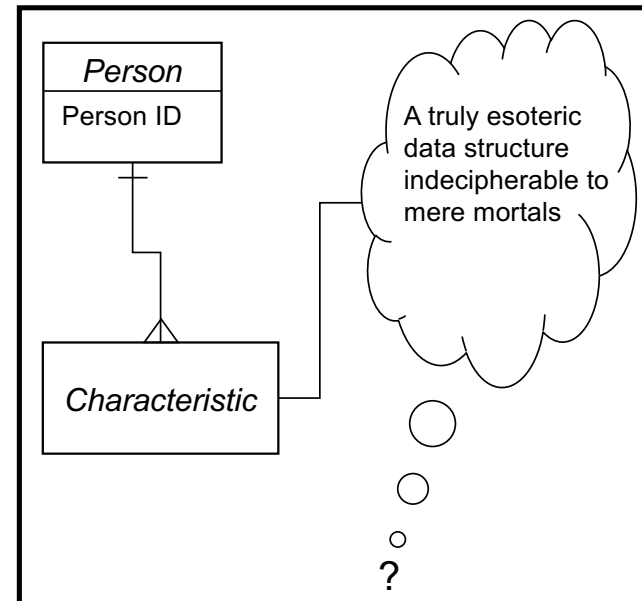 Person
Person ID
A truly esoteric
data structure
indecipherable to
mere mortals
Characteristic
?